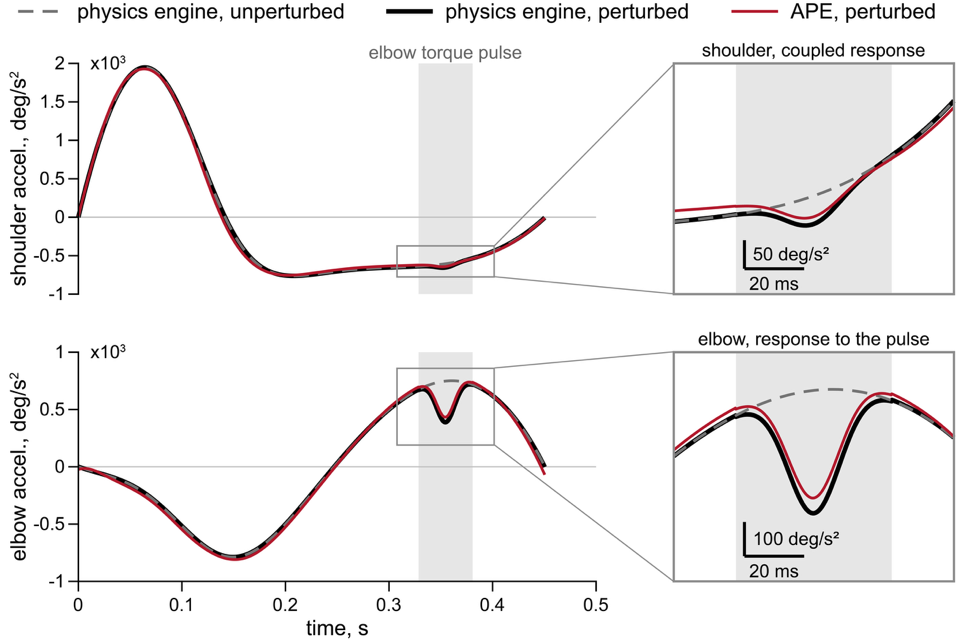 physics engine, unperturbed physics engine, perturbed APE, perturbed
elbow torque pulse
shoulder, coupled response
x10³
shoulder accel., deg/s²
2
1.5
1
0.5
0
-0.5
-1
50 deg/s²
20 ms
elbow, response to the pulse
x10³
elbow accel., deg/s²
1
0.5
0
-0.5
-1
100 deg/s²
20 ms
0 0.1 0.2 0.3 0.4 0.5
time, s